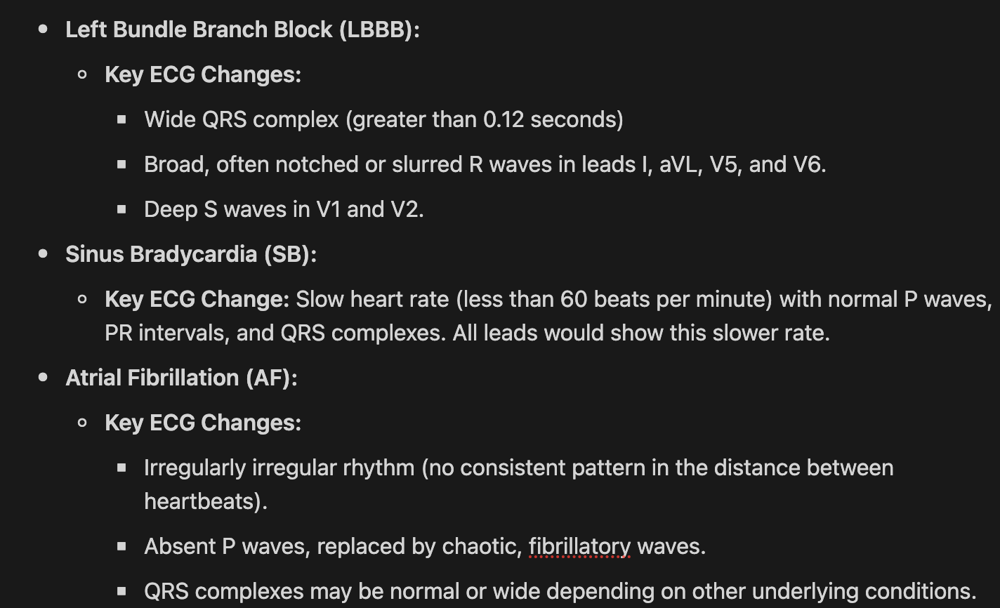 Left Bundle Branch Block (LBBB):
Key ECG Changes:
Wide QRS complex (greater than 0.12 seconds)
Broad, often notched or slurred R waves in leads I, aVL, V5, and V6.
Deep S waves in V1 and V2.
Sinus Bradycardia (SB):
Key ECG Change: Slow heart rate (less than 60 beats per minute) with normal P waves,
PR intervals, and QRS complexes. All leads would show this slower rate.
Atrial Fibrillation (AF):
Key ECG Changes:
Irregularly irregular rhythm (no consistent pattern in the distance between
heartbeats).
Absent P waves, replaced by chaotic, fibrillatory waves.
QRS complexes may be normal or wide depending on other underlying conditions.